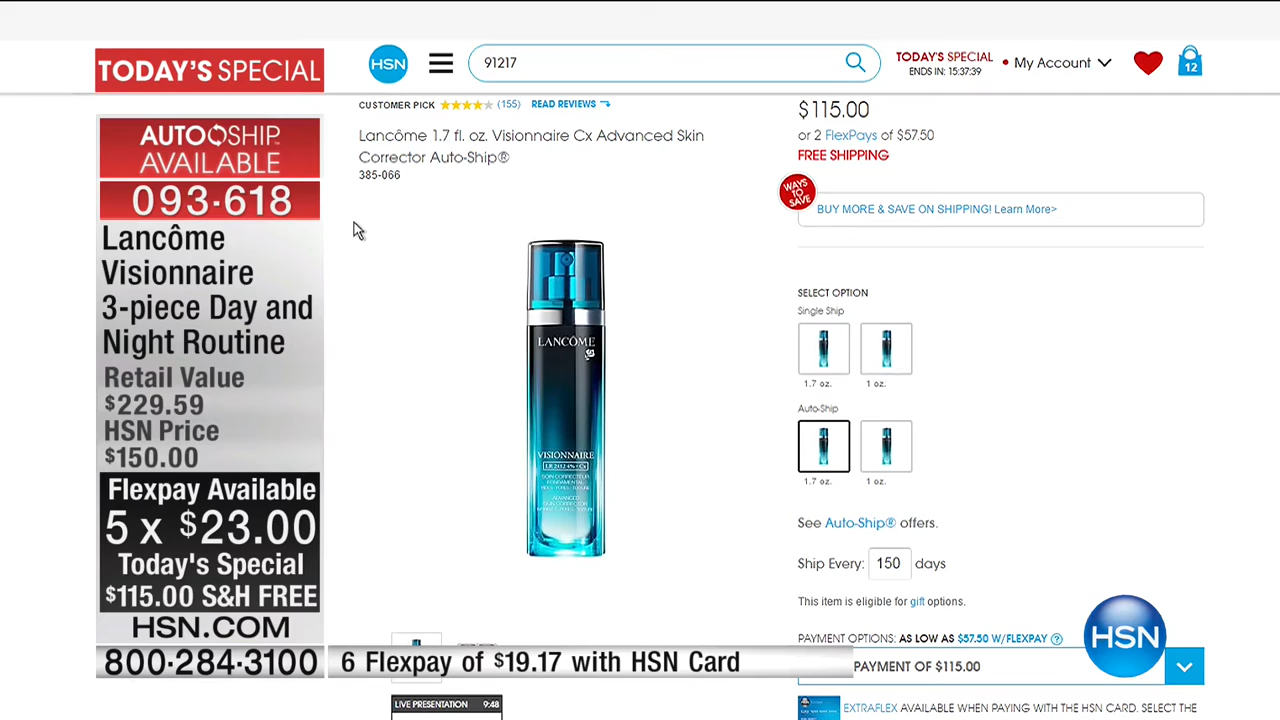 TODAY'S SPECIAL
AUTO SHIP
AVAILABLE
093-618
Lancôme
Visionnaire
3-piece Day and
Night Routine
Retail Value
$229.59
HSN Price
$150.00
Flexpay Available
5 x $23.00
Today's Special
$115.00 S&H FREE
HSN.COM
800-284-3100
HSN
91217
TODAY'S SPECIAL
ENDS IN: 15:37:39
My Account
12
CUSTOMER PICK (155) READ REVIEWS
Lancôme 1.7 fl. oz. Visionnaire Cx Advanced Skin
Corrector Auto-Ship®
385-066
LANCÔME
VISIONNAIRE
$115.00
or 2 FlexPays of $57.50
FREE SHIPPING
WAYS
TO
SAVE
BUY MORE & SAVE ON SHIPPING! Learn More>
SELECT OPTION
Single Ship
1.7 oz. 1 oz.
Auto-Ship
1.7 oz. 1 oz.
See Auto-Ship® offers.
Ship Every: 150 days
This item is eligible for gift options.
PAYMENT OPTIONS: AS LOW AS $57.50 W/FLEXPAY ?
PAYMENT OF $115.00
HSN
EXTRAFLEX AVAILABLE WHEN PAYING WITH THE HSN CARD. SELECT THE
6 Flexpay of $19.17 with HSN Card
LIVE PRESENTATION 9:48